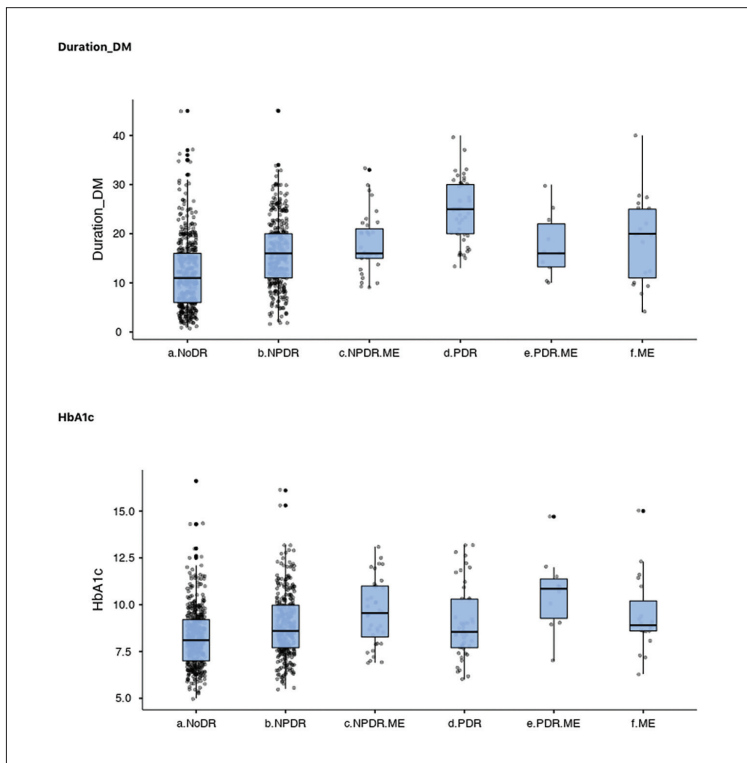 Duration_DM
Duration_DM
40
30
20
10
0
a.NoDR b.NPDR c.NPDR.ME d.PDR e.PDR.ME f.ME
HbA1c
HbA1c
15.0
12.5
10.0
7.5
5.0
a.NoDR b.NPDR c.NPDR.ME d.PDR e.PDR.ME f.ME